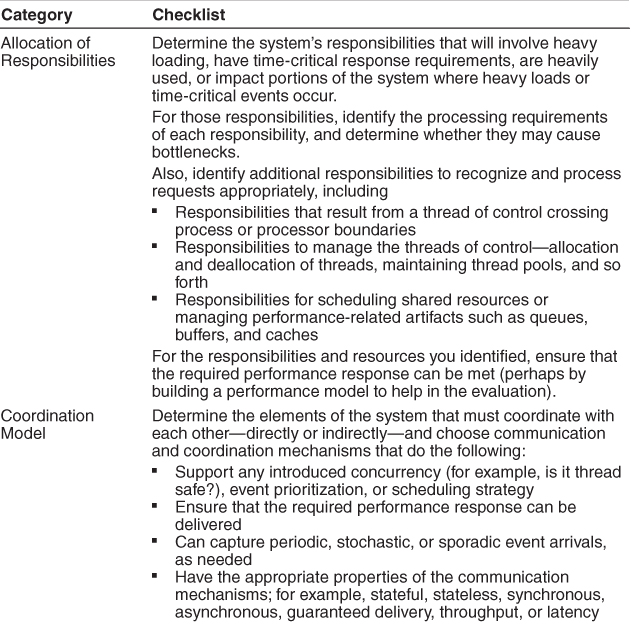 Category Checklist
Allocation of Responsibilities
Determine the system's responsibilities that will involve heavy
loading, have time-critical response requirements, are heavily
used, or impact portions of the system where heavy loads or
time-critical events occur.
For those responsibilities, identify the processing requirements
of each responsibility, and determine whether they may cause
bottlenecks.
Also, identify additional responsibilities to recognize and process
requests appropriately, including
▪ Responsibilities that result from a thread of control crossing
process or processor boundaries
▪ Responsibilities to manage the threads of control—allocation
and deallocation of threads, maintaining thread pools, and so
forth
▪ Responsibilities for scheduling shared resources or
managing performance-related artifacts such as queues,
buffers, and caches
For the responsibilities and resources you identified, ensure that
the required performance response can be met (perhaps by
building a performance model to help in the evaluation).
Coordination
Model
Determine the elements of the system that must coordinate with
each other—directly or indirectly—and choose communication
and coordination mechanisms that do the following:
▪ Support any introduced concurrency (for example, is it thread
safe?), event prioritization, or scheduling strategy
▪ Ensure that the required performance response can be
delivered
▪ Can capture periodic, stochastic, or sporadic event arrivals,
as needed
▪ Have the appropriate properties of the communication
mechanisms; for example, stateful, stateless, synchronous,
asynchronous, guaranteed delivery, throughput, or latency